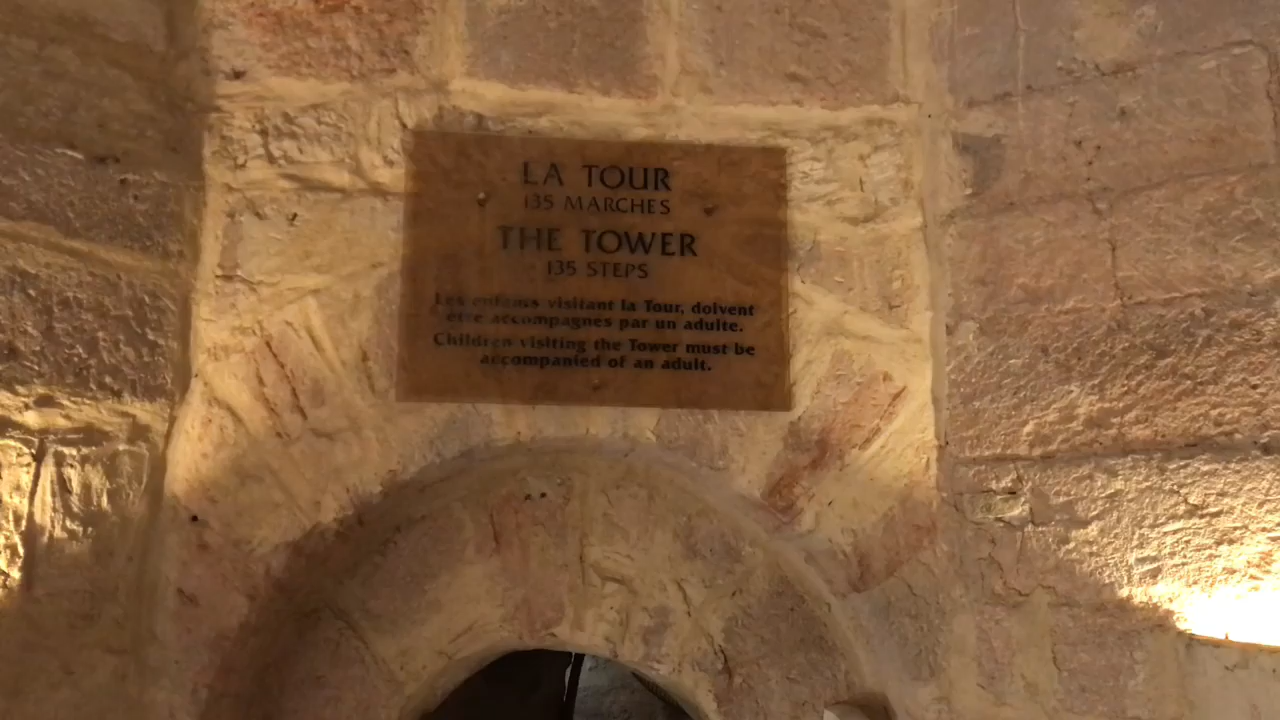 LA TOUR
135 MARCHES
THE TOWER
135 STEPS
Les enfants visitant la Tour, doivent
être accompagnes par un adulte.
Children visiting the Tower must be
accompanied of an adult.